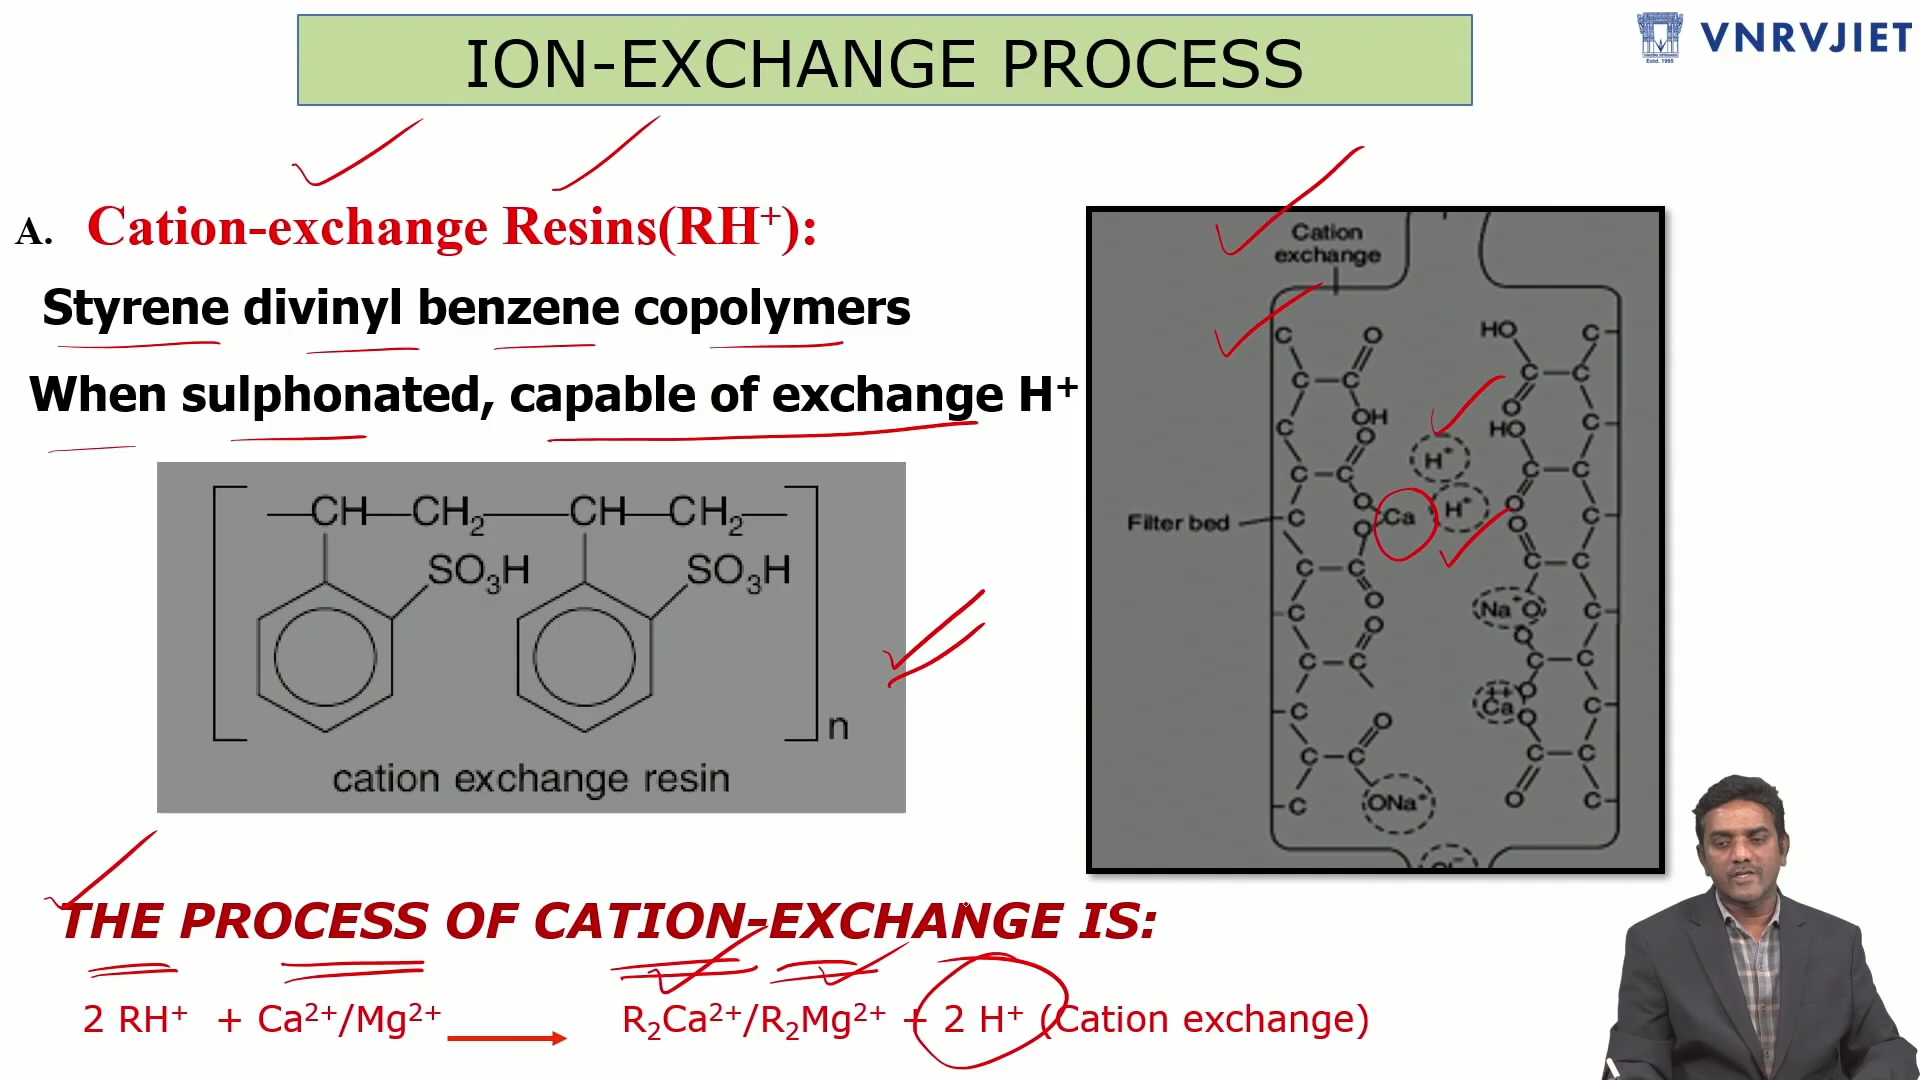 ION-EXCHANGE PROCESS
VNRVJIET
Estd. 1995
A. Cation-exchange Resins(RH⁺):
Styrene divinyl benzene copolymers
When sulphonated, capable of exchange H⁺
CH CH₂ CH CH₂
SO₃H SO₃H
n
cation exchange resin
Cation
exchange
C O HO C
C C C C
OH O
C O HO C
H⁺
C C C C
O Ca H⁺ O
Filter bed C O O C
C C C C
O Na⁺ O
C O O C
C C C C
Ca⁺⁺ O
C O O C
C C C C
C ONa⁺ O C
THE PROCESS OF CATION-EXCHANGE IS:
2 RH⁺ + Ca²⁺/Mg²⁺ → R₂Ca²⁺/R₂Mg²⁺ + 2 H⁺ (Cation exchange)